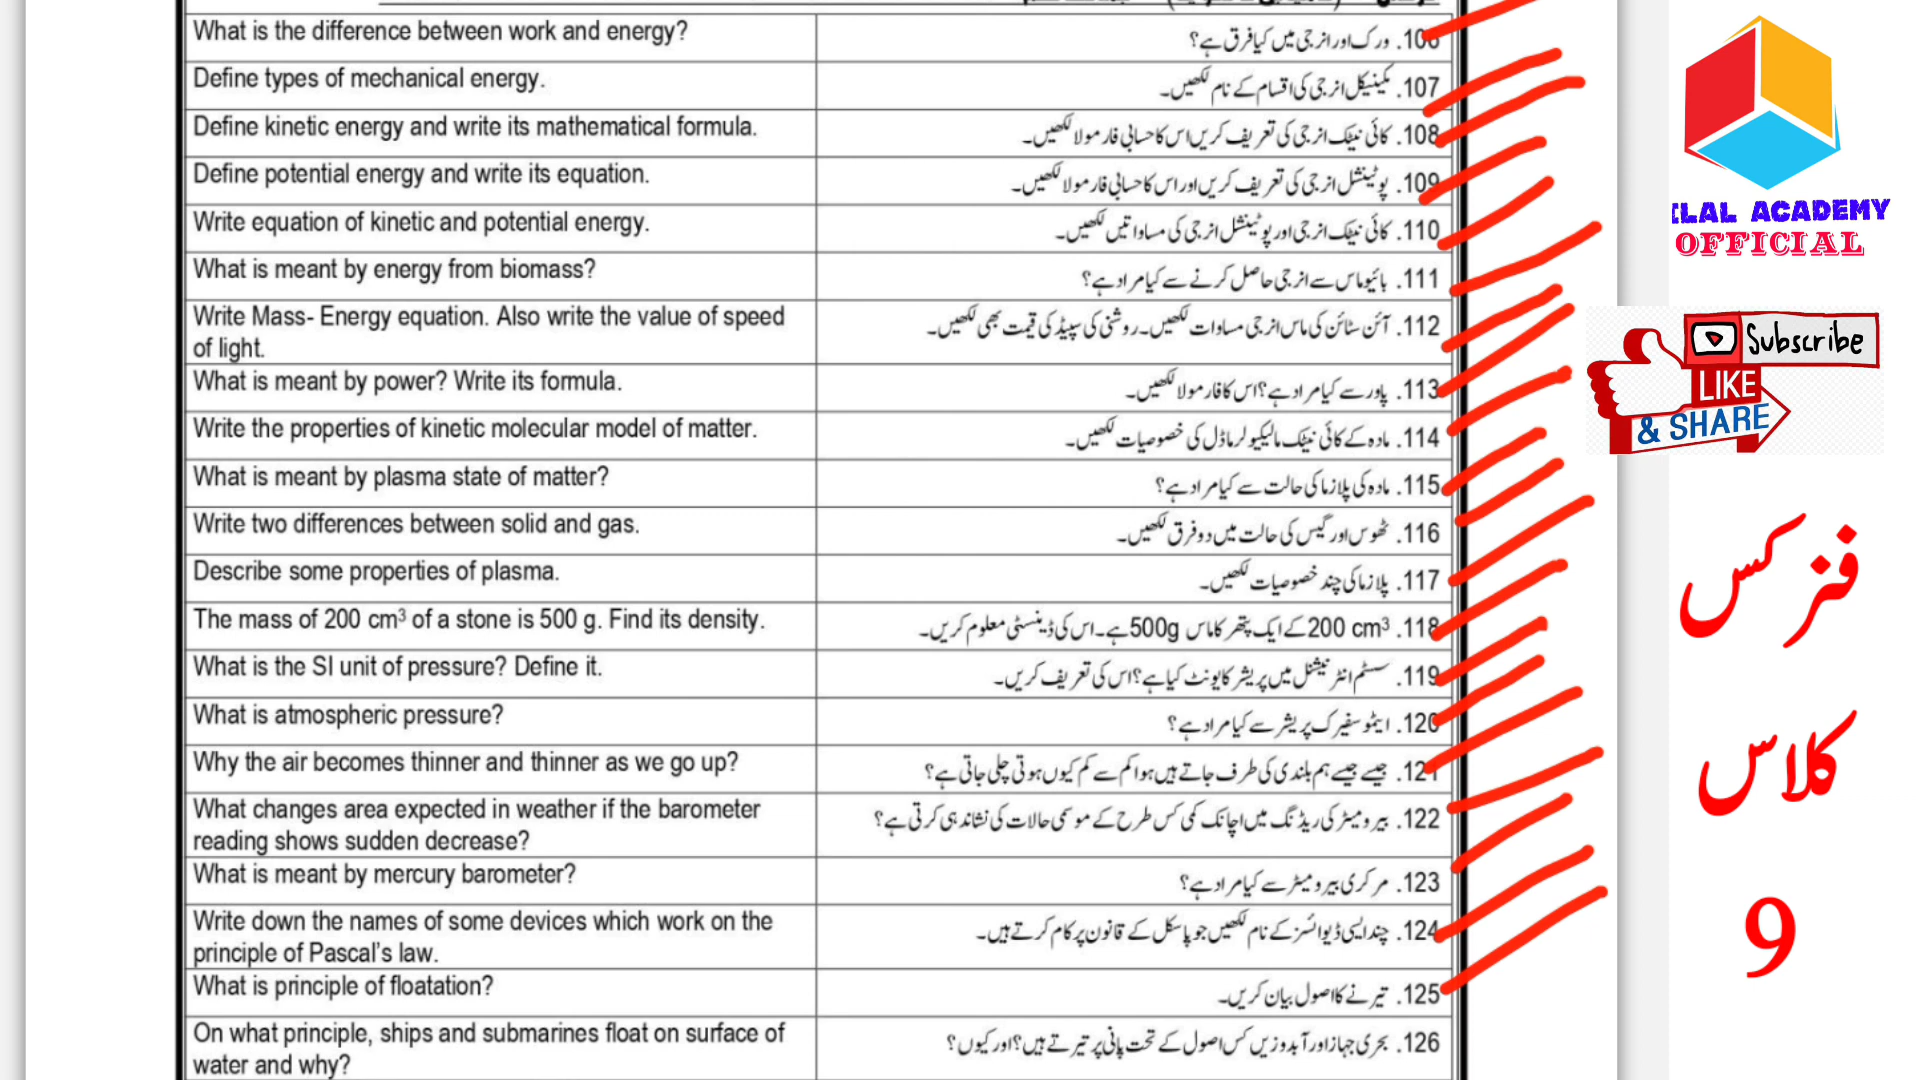 What is the difference between work and energy?
106. ورک اور انرجی میں کیا فرق ہے؟
Define types of mechanical energy.
107. مکینیکل انرجی کی اقسام کے نام لکھیں۔
Define kinetic energy and write its mathematical formula.
108. کائی نیٹک انرجی کی تعریف کریں اس کا حسابی فارمولا لکھیں۔
Define potential energy and write its equation.
109. پوٹینشل انرجی کی تعریف کریں اور اس کا حسابی فارمولا لکھیں۔
Write equation of kinetic and potential energy.
110. کائی نیٹک انرجی اور پوٹینشل انرجی کی مساواتیں لکھیں۔
What is meant by energy from biomass?
111. بائیوماس سے انرجی حاصل کرنے سے کیا مراد ہے؟
Write Mass- Energy equation. Also write the value of speed
of light.
112. آئن سٹائن کی ماس انرجی مساوات لکھیں۔ روشنی کی سپیڈ کی قیمت بھی لکھیں۔
What is meant by power? Write its formula.
113. پاور سے کیا مراد ہے؟ اس کا فارمولا لکھیں۔
Write the properties of kinetic molecular model of matter.
114. مادہ کے کائی نیٹک مالیکیولر ماڈل کی خصوصیات لکھیں۔
What is meant by plasma state of matter?
115. مادہ کی پلازما کی حالت سے کیا مراد ہے؟
Write two differences between solid and gas.
116. ٹھوس اور گیس کی حالت میں دو فرق لکھیں۔
Describe some properties of plasma.
117. پلازما کی چند خصوصیات لکھیں۔
The mass of 200 cm³ of a stone is 500 g. Find its density.
118. 200 cm³ کے ایک پتھر کا ماس 500g ہے۔ اس کی ڈینسٹی معلوم کریں۔
What is the SI unit of pressure? Define it.
119. سسٹم انٹرنیشنل میں پریشر کا یونٹ کیا ہے؟ اس کی تعریف کریں۔
What is atmospheric pressure?
120. ایٹموسفیرک پریشر سے کیا مراد ہے؟
Why the air becomes thinner and thinner as we go up?
121. جیسے جیسے ہم بلندی کی طرف جاتے ہیں ہوا کم سے کم کیوں ہوتی چلی جاتی ہے؟
What changes area expected in weather if the barometer
reading shows sudden decrease?
122. بیرومیٹر کی ریڈنگ میں اچانک کمی کس طرح کے موسمی حالات کی نشاندہی کرتی ہے؟
What is meant by mercury barometer?
123. مرکری بیرومیٹر سے کیا مراد ہے؟
Write down the names of some devices which work on the
principle of Pascal's law.
124. چند ایسی ڈیوائسز کے نام لکھیں جو پاسکل کے قانون پر کام کرتے ہیں۔
What is principle of floatation?
125. تیرنے کا اصول بیان کریں۔
On what principle, ships and submarines float on surface of
water and why?
126. بحری جہاز اور آبدوزیں کس اصول کے تحت پانی پر تیرتے ہیں؟ اور کیوں؟
ILAL ACADEMY
OFFICIAL
Subscribe
LIKE
& SHARE
فزکس
کلاس
9